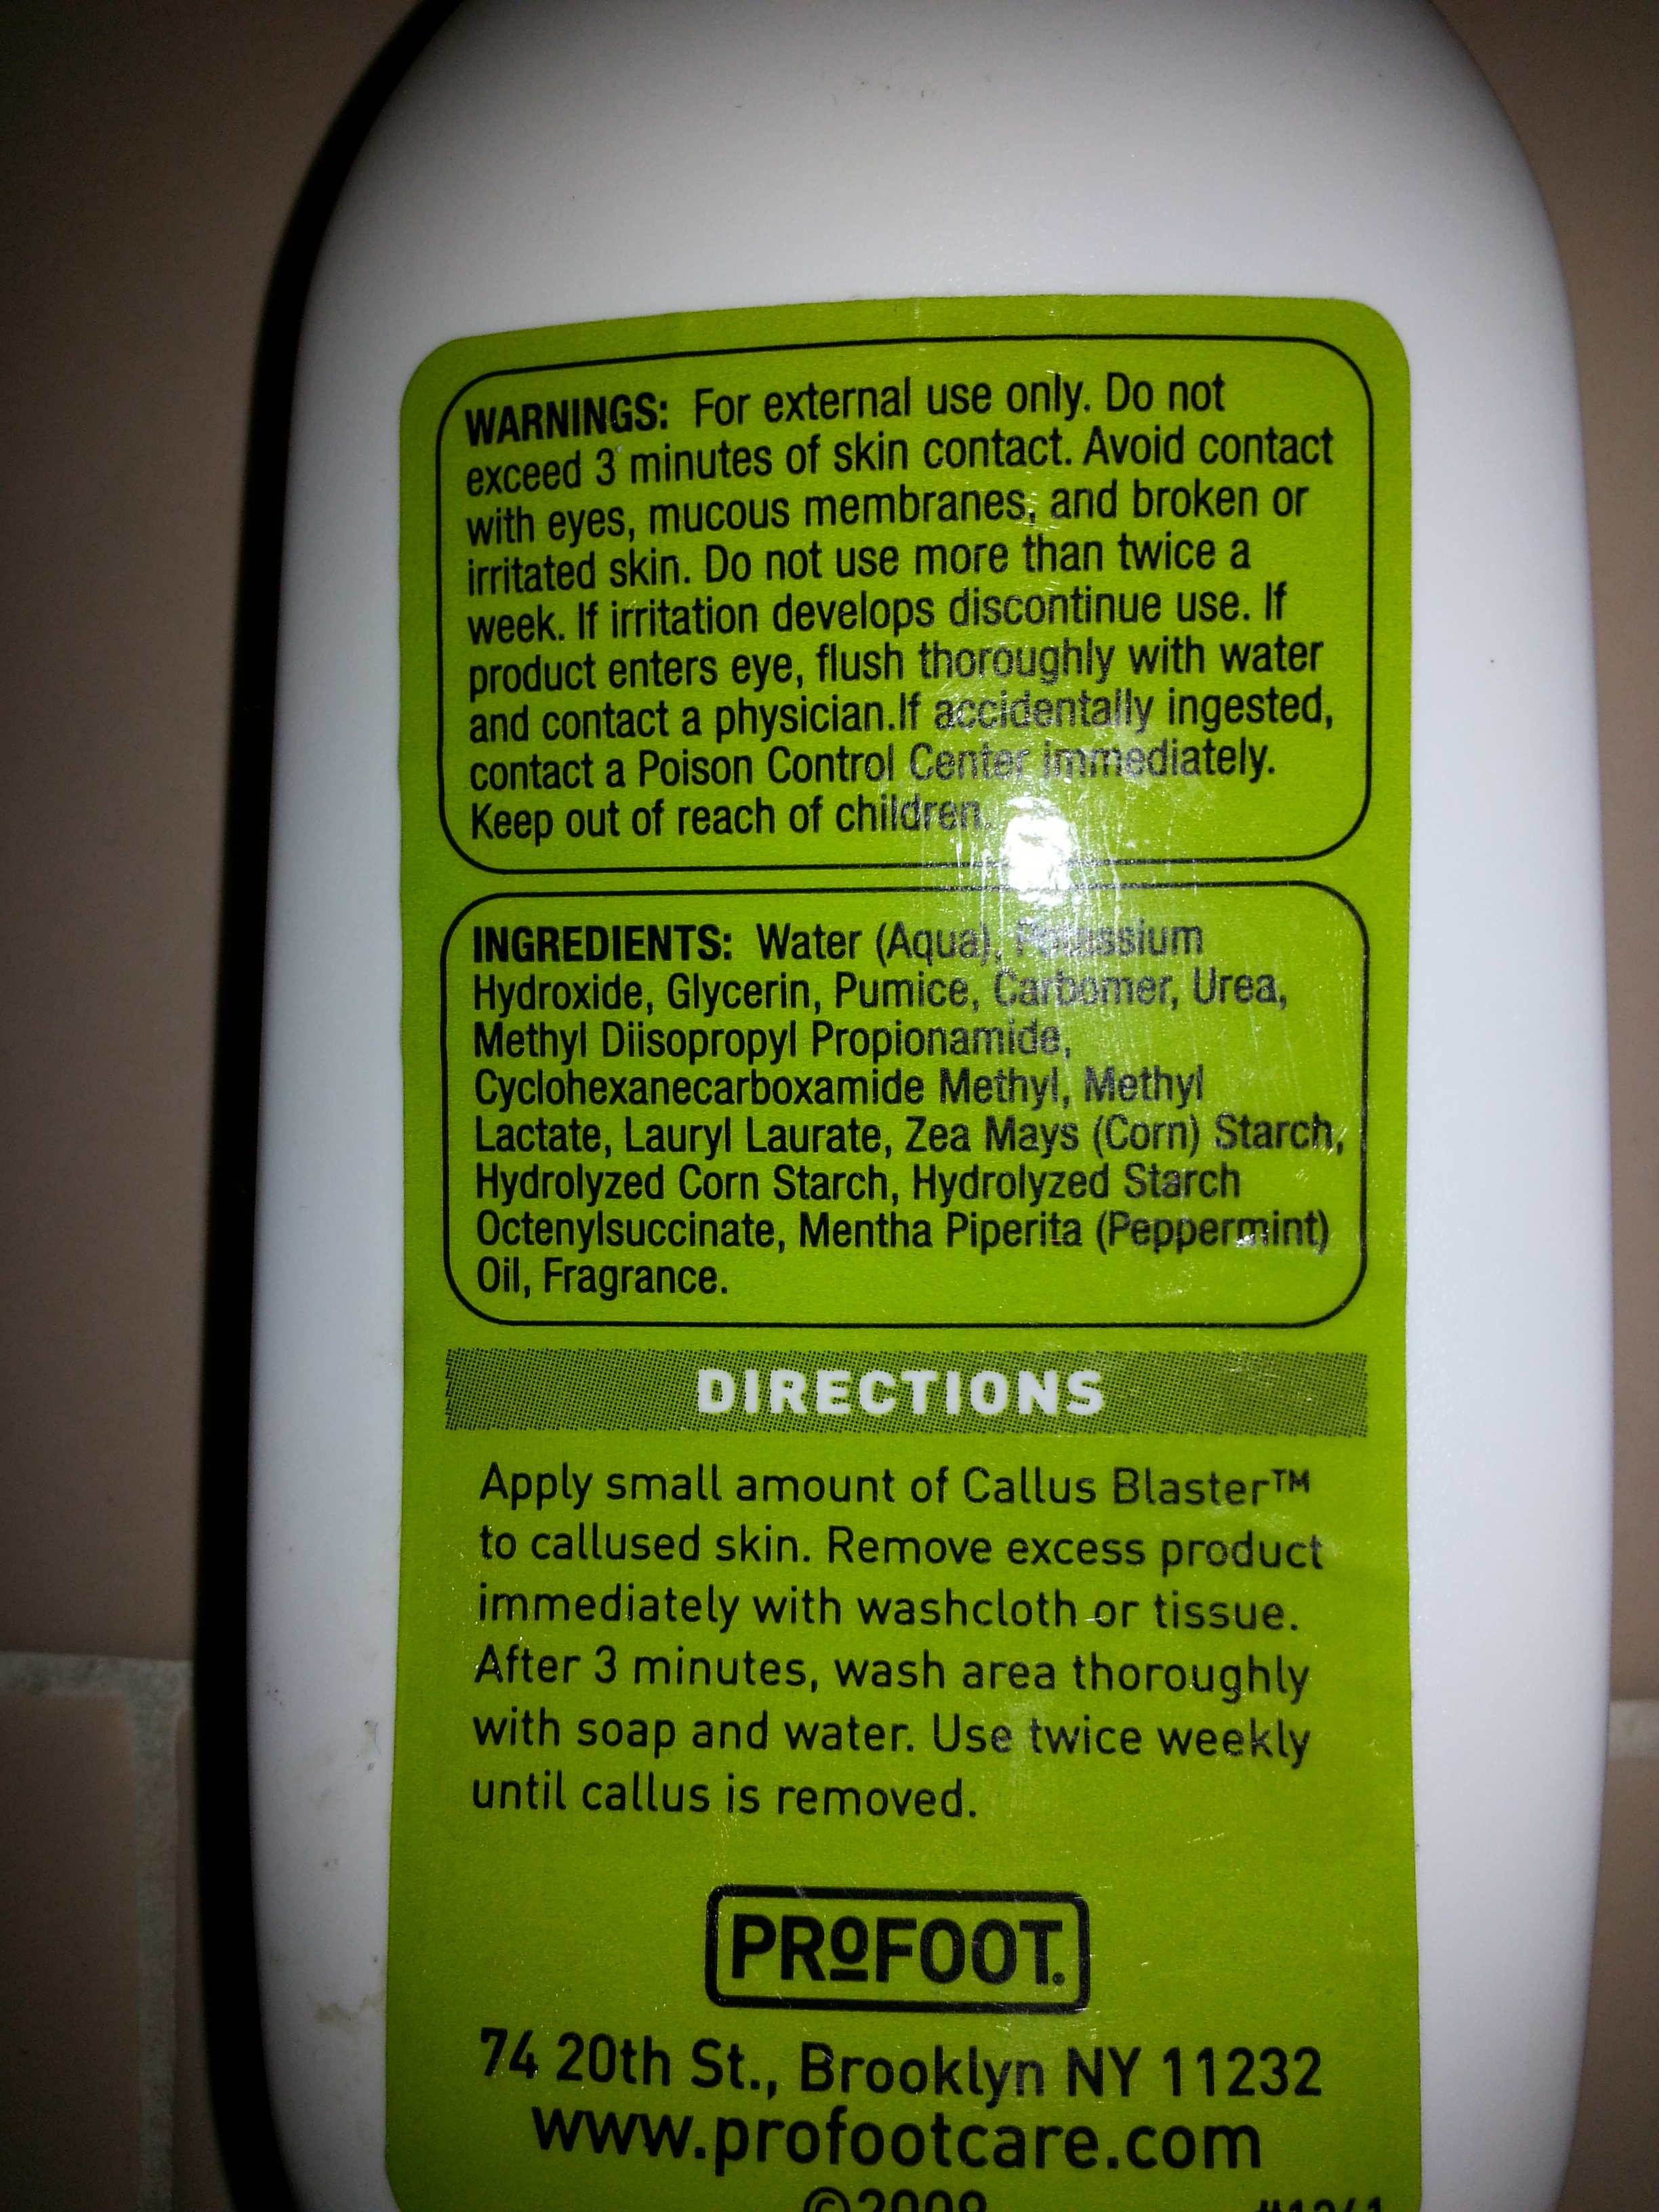 WARNINGS: For external use only. Do not
exceed 3 minutes of skin contact. Avoid contact
with eyes, mucous membranes, and broken or
irritated skin. Do not use more than twice a
week. If irritation develops discontinue use. If
product enters eye, flush thoroughly with water
and contact a physician.If accidentally ingested,
contact a Poison Control Center immediately.
Keep out of reach of children.
INGREDIENTS: Water (Aqua), Potassium
Hydroxide, Glycerin, Pumice, Carbomer, Urea,
Methyl Diisopropyl Propionamide,
Cyclohexanecarboxamide Methyl, Methyl
Lactate, Lauryl Laurate, Zea Mays (Corn) Starch,
Hydrolyzed Corn Starch, Hydrolyzed Starch
Octenylsuccinate, Mentha Piperita (Peppermint)
Oil, Fragrance.
DIRECTIONS
Apply small amount of Callus Blaster™
to callused skin. Remove excess product
immediately with washcloth or tissue.
After 3 minutes, wash area thoroughly
with soap and water. Use twice weekly
until callus is removed.
PROFOOT.
74 20th St., Brooklyn NY 11232
www.profootcare.com
©2009